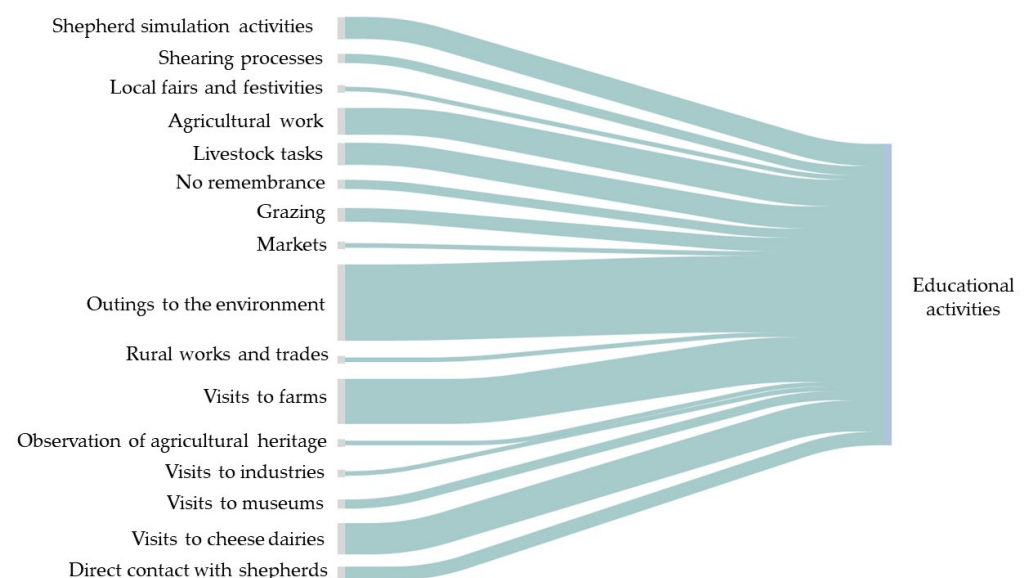 Shepherd simulation activities
Shearing processes
Local fairs and festivities
Agricultural work
Livestock tasks
No remembrance
Grazing
Markets
Outings to the environment
Rural works and trades
Visits to farms
Observation of agricultural heritage
Visits to industries
Visits to museums
Visits to cheese dairies
Direct contact with shepherds
Educational
activities